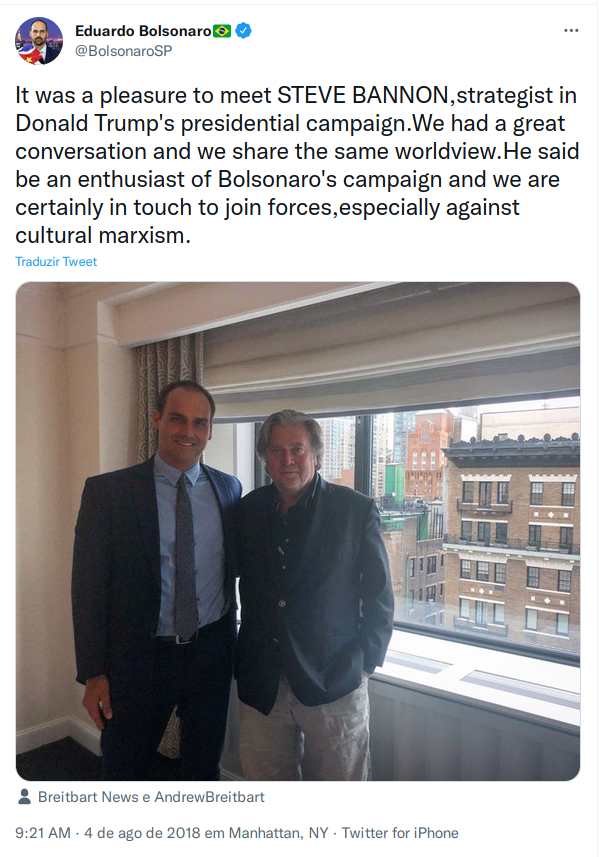 Eduardo Bolsonaro🇧🇷
@BolsonaroSP
It was a pleasure to meet STEVE BANNON,strategist in
Donald Trump's presidential campaign.We had a great
conversation and we share the same worldview.He said
be an enthusiast of Bolsonaro's campaign and we are
certainly in touch to join forces,especially against
cultural marxism.
Traduzir Tweet
Breitbart News e AndrewBreitbart
9:21 AM · 4 de ago de 2018 em Manhattan, NY · Twitter for iPhone